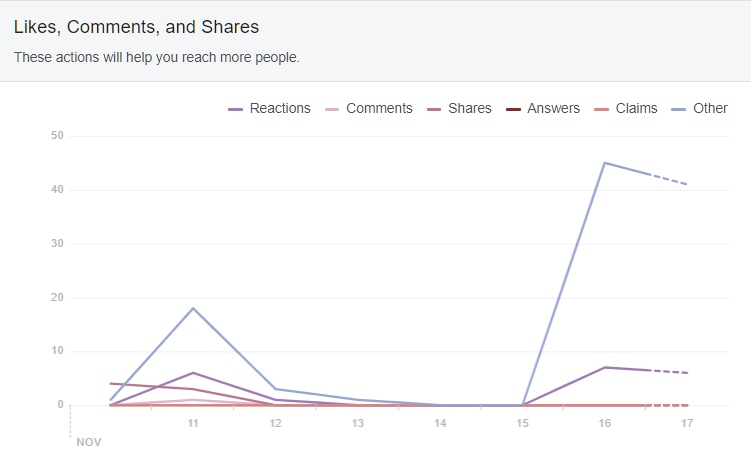 Likes, Comments, and Shares
These actions will help you reach more people.
Reactions Comments Shares Answers Claims Other
50
40
30
20
10
0
11 12 13 14 15 16 17
NOV